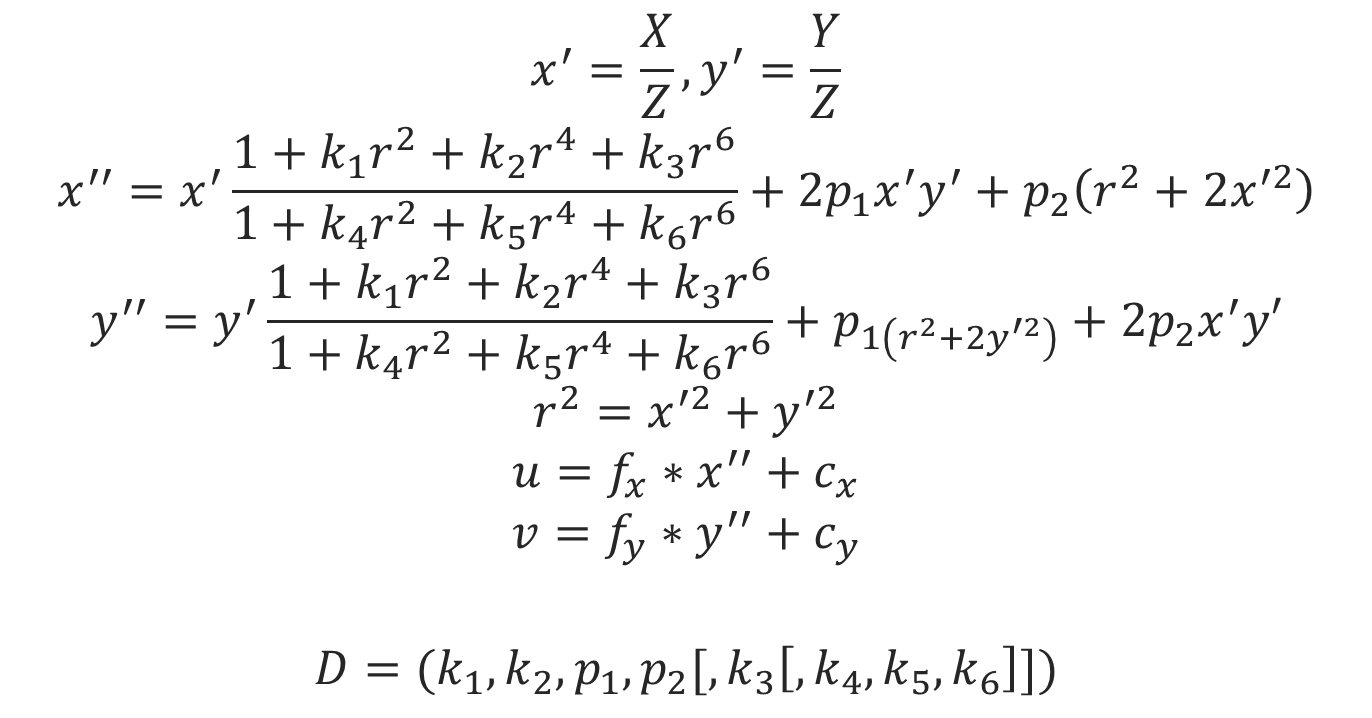 x′ = X/Z, y′ = Y/Z
x″ = x′ (1 + k₁r² + k₂r⁴ + k₃r⁶)/(1 + k₄r² + k₅r⁴ + k₆r⁶) + 2p₁x′y′ + p₂(r² + 2x′²)
y″ = y′ (1 + k₁r² + k₂r⁴ + k₃r⁶)/(1 + k₄r² + k₅r⁴ + k₆r⁶) + p_{1(r²+2y′²)} + 2p₂x′y′
r² = x′² + y′²
u = fₓ ∗ x″ + cₓ
v = f_y ∗ y″ + c_y
D = (k₁, k₂, p₁, p₂[, k₃[, k₄, k₅, k₆]])